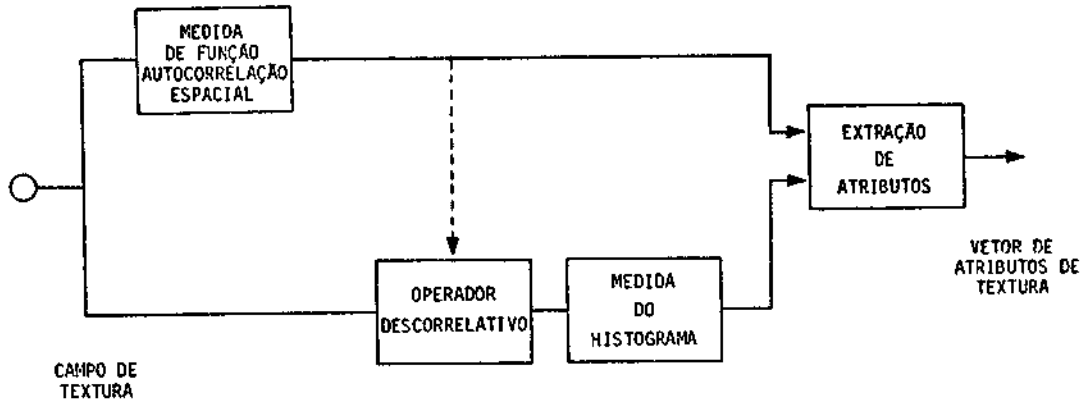 MEDIDA
DE FUNÇÃO
AUTOCORRELAÇÃO
ESPACIAL
EXTRAÇÃO
DE
ATRIBUTOS
VETOR DE
ATRIBUTOS DE
TEXTURA
OPERADOR
DESCORRELATIVO
MEDIDA
DO
HISTOGRAMA
CAMPO DE
TEXTURA